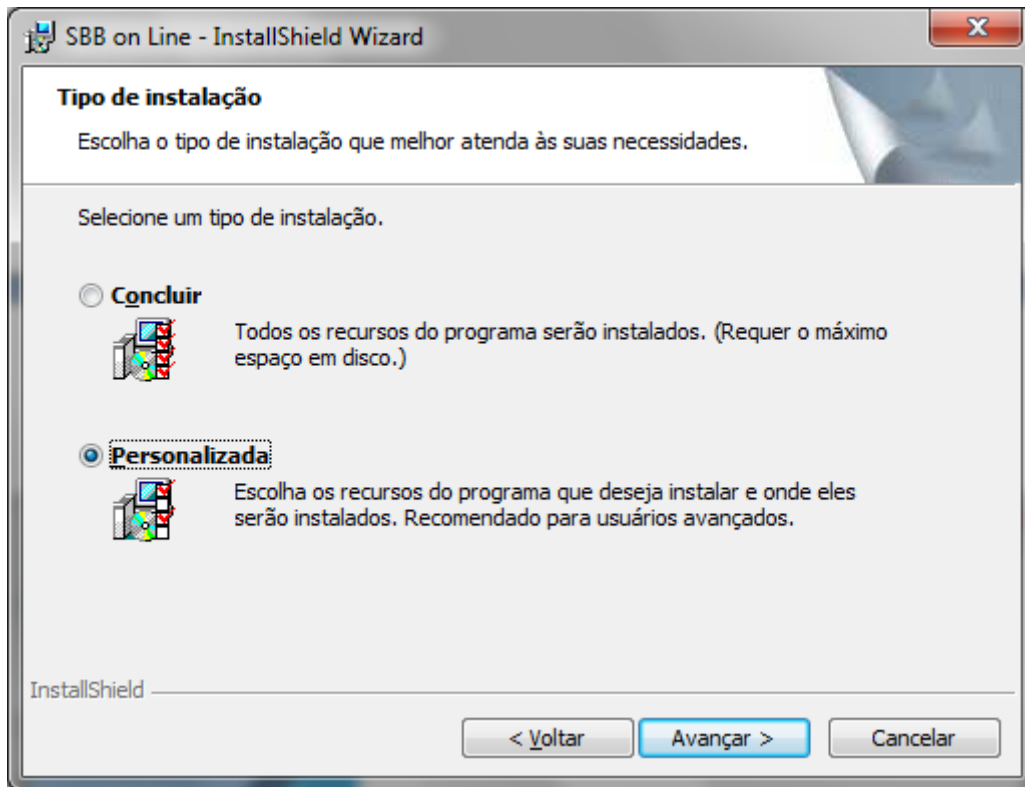 SBB on Line - InstallShield Wizard
Tipo de instalação
Escolha o tipo de instalação que melhor atenda às suas necessidades.
Selecione um tipo de instalação.
Concluir
Todos os recursos do programa serão instalados. (Requer o máximo
espaço em disco.)
Personalizada
Escolha os recursos do programa que deseja instalar e onde eles
serão instalados. Recomendado para usuários avançados.
InstallShield
< Voltar
Avançar >
Cancelar